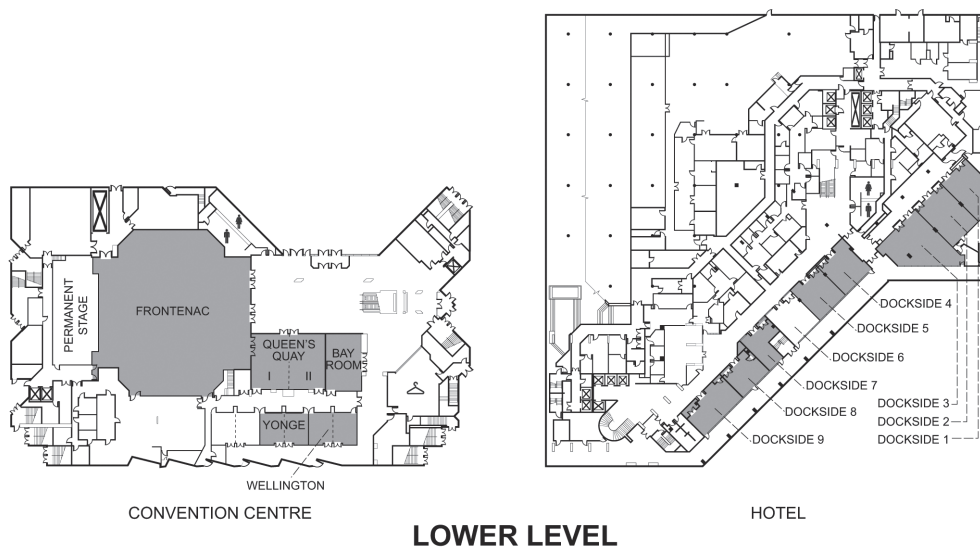 PERMANENT
STAGE
FRONTENAC
QUEEN'S
QUAY
I II
BAY
ROOM
YONGE
WELLINGTON
CONVENTION CENTRE
DOCKSIDE 4
DOCKSIDE 5
DOCKSIDE 6
DOCKSIDE 7
DOCKSIDE 8
DOCKSIDE 3
DOCKSIDE 2
DOCKSIDE 9
DOCKSIDE 1
HOTEL
LOWER LEVEL